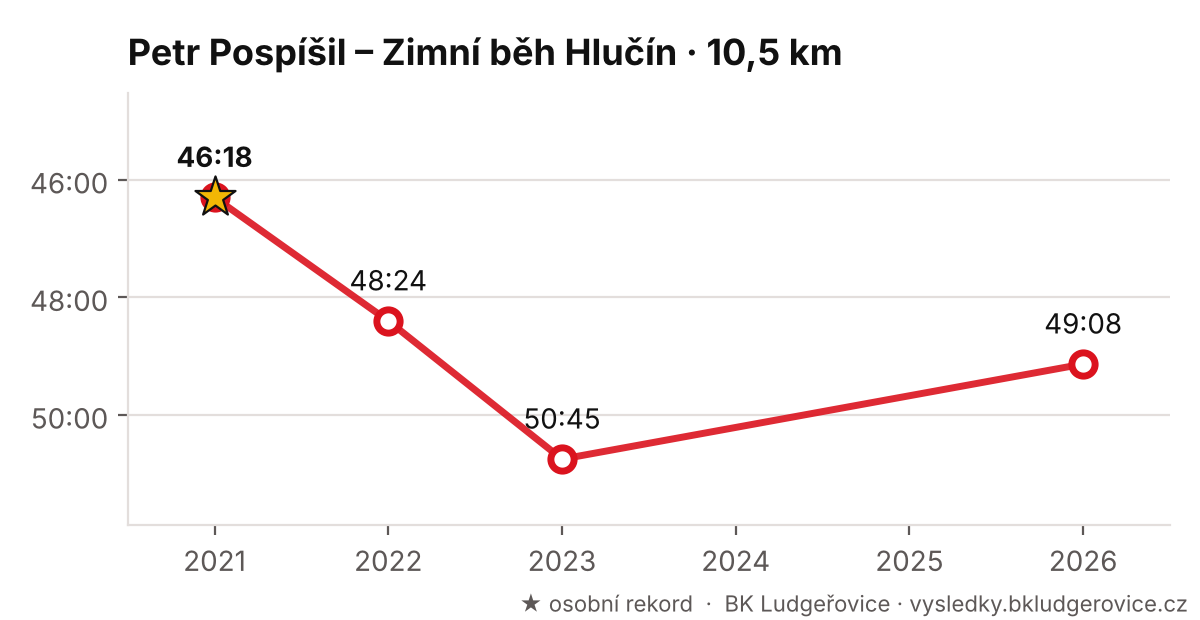 Petr Pospíšil – Zimní běh Hlučín · 10,5 km
46:18
46:00
48:24
48:00
49:08
50:45
50:00
2021 2022 2023 2024 2025 2026
★ osobní rekord · BK Ludgeřovice · vysledky.bkludgerovice.cz